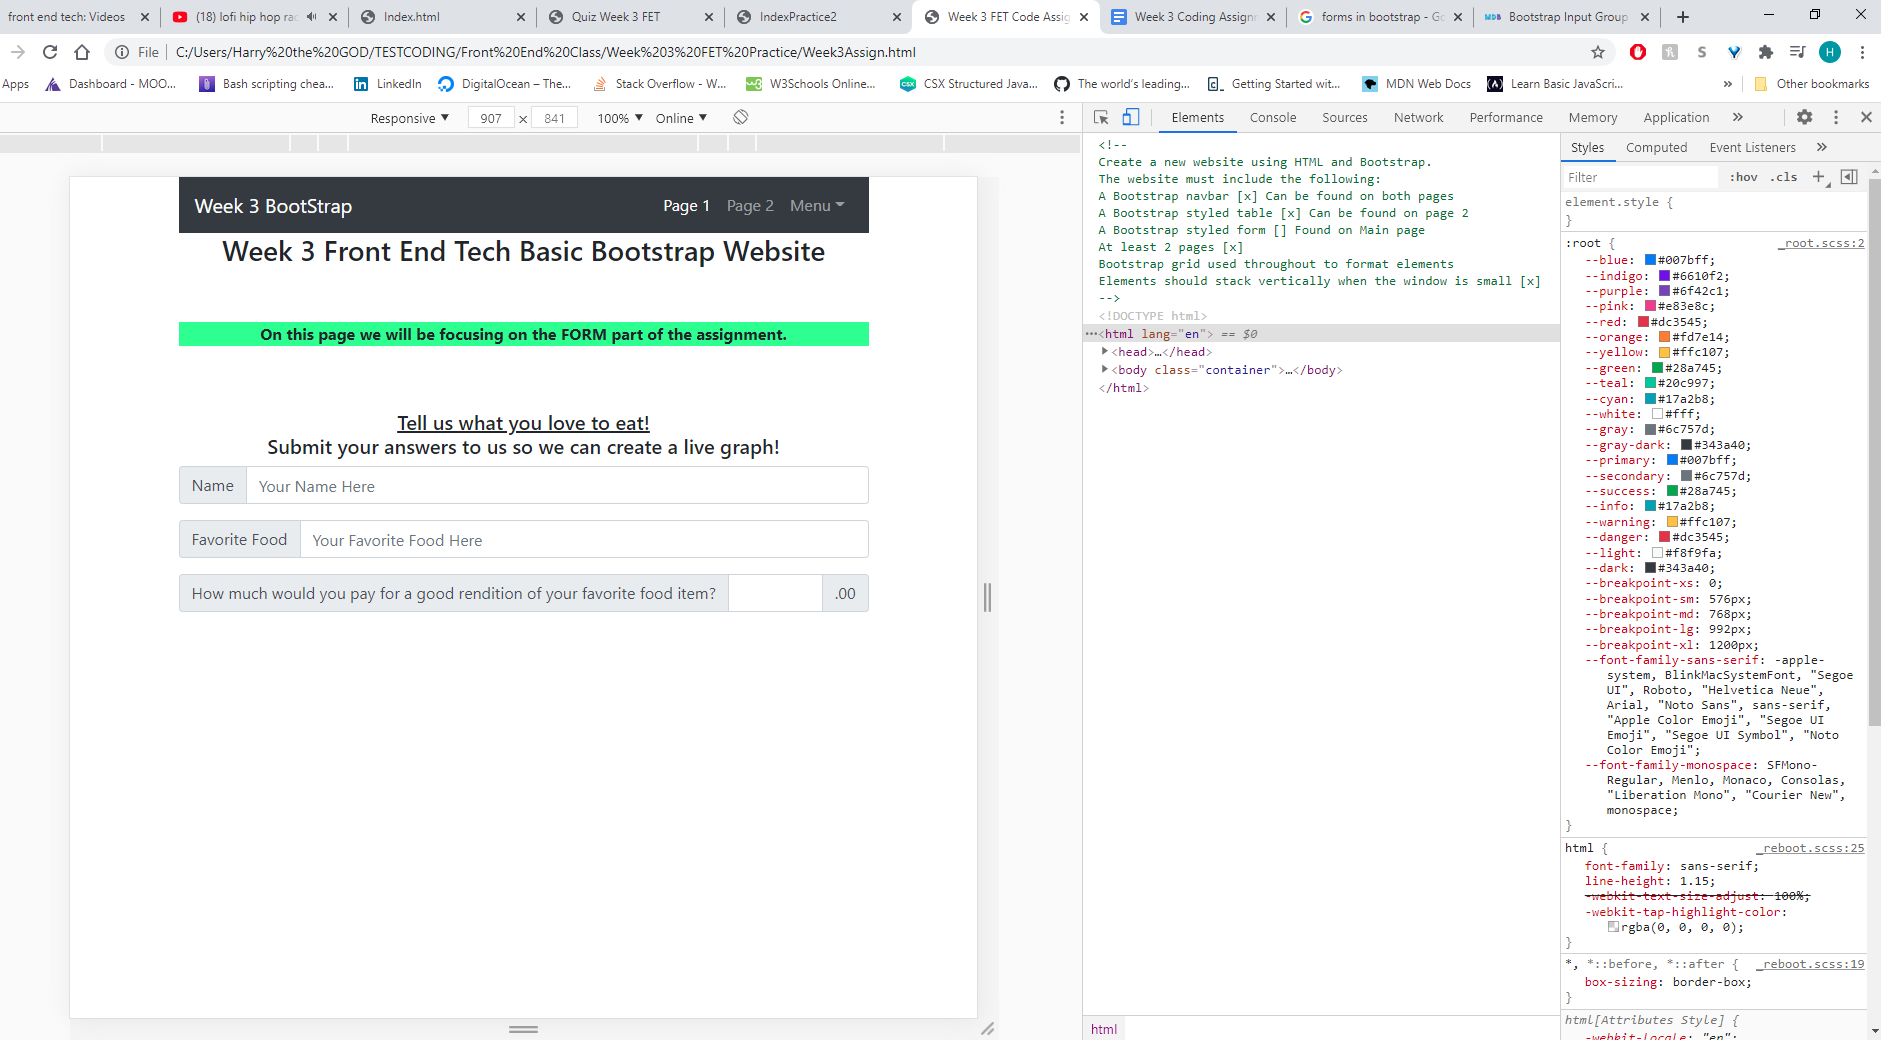 front end tech: Videos
(18) lofi hip hop rac
Index.html
Quiz Week 3 FET
IndexPractice2
Week 3 FET Code Assig
Week 3 Coding Assignm
forms in bootstrap - Go
MDB Bootstrap Input Group
File C:/Users/Harry%20the%20GOD/TESTCODING/Front%20End%20Class/Week%203%20FET%20Practice/Week3Assign.html
S
H
Apps
Dashboard - MOO...
Bash scripting chea...
LinkedIn
DigitalOcean – The...
Stack Overflow - W...
W3Schools Online...
CSX Structured Java...
The world's leading...
Getting Started wit...
MDN Web Docs
Learn Basic JavaScri...
»
Other bookmarks
Responsive ▼ 907 x 841 100% ▼ Online ▼
Elements Console Sources Network Performance Memory Application »
Week 3 BootStrap Page 1 Page 2 Menu
Week 3 Front End Tech Basic Bootstrap Website
On this page we will be focusing on the FORM part of the assignment.
Tell us what you love to eat!
Submit your answers to us so we can create a live graph!
Name Your Name Here
Favorite Food Your Favorite Food Here
How much would you pay for a good rendition of your favorite food item? .00
<!--
Create a new website using HTML and Bootstrap.
The website must include the following:
A Bootstrap navbar [x] Can be found on both pages
A Bootstrap styled table [x] Can be found on page 2
A Bootstrap styled form [] Found on Main page
At least 2 pages [x]
Bootstrap grid used throughout to format elements
Elements should stack vertically when the window is small [x]
-->
<!DOCTYPE html>
<html lang="en"> == $0
<head>…</head>
<body class="container">…</body>
</html>
html
Styles Computed Event Listeners »
Filter :hov .cls +
element.style {
}
:root { _root.scss:2
--blue: #007bff;
--indigo: #6610f2;
--purple: #6f42c1;
--pink: #e83e8c;
--red: #dc3545;
--orange: #fd7e14;
--yellow: #ffc107;
--green: #28a745;
--teal: #20c997;
--cyan: #17a2b8;
--white: #fff;
--gray: #6c757d;
--gray-dark: #343a40;
--primary: #007bff;
--secondary: #6c757d;
--success: #28a745;
--info: #17a2b8;
--warning: #ffc107;
--danger: #dc3545;
--light: #f8f9fa;
--dark: #343a40;
--breakpoint-xs: 0;
--breakpoint-sm: 576px;
--breakpoint-md: 768px;
--breakpoint-lg: 992px;
--breakpoint-xl: 1200px;
--font-family-sans-serif: -apple-
system, BlinkMacSystemFont, "Segoe
UI", Roboto, "Helvetica Neue",
Arial, "Noto Sans", sans-serif,
"Apple Color Emoji", "Segoe UI
Emoji", "Segoe UI Symbol", "Noto
Color Emoji";
--font-family-monospace: SFMono-
Regular, Menlo, Monaco, Consolas,
"Liberation Mono", "Courier New",
monospace;
}
html { _reboot.scss:25
font-family: sans-serif;
line-height: 1.15;
-webkit-text-size-adjust: 100%;
-webkit-tap-highlight-color:
rgba(0, 0, 0, 0);
}
*, *::before, *::after { _reboot.scss:19
box-sizing: border-box;
}
html[Attributes Style] {
-webkit-locale: "en";